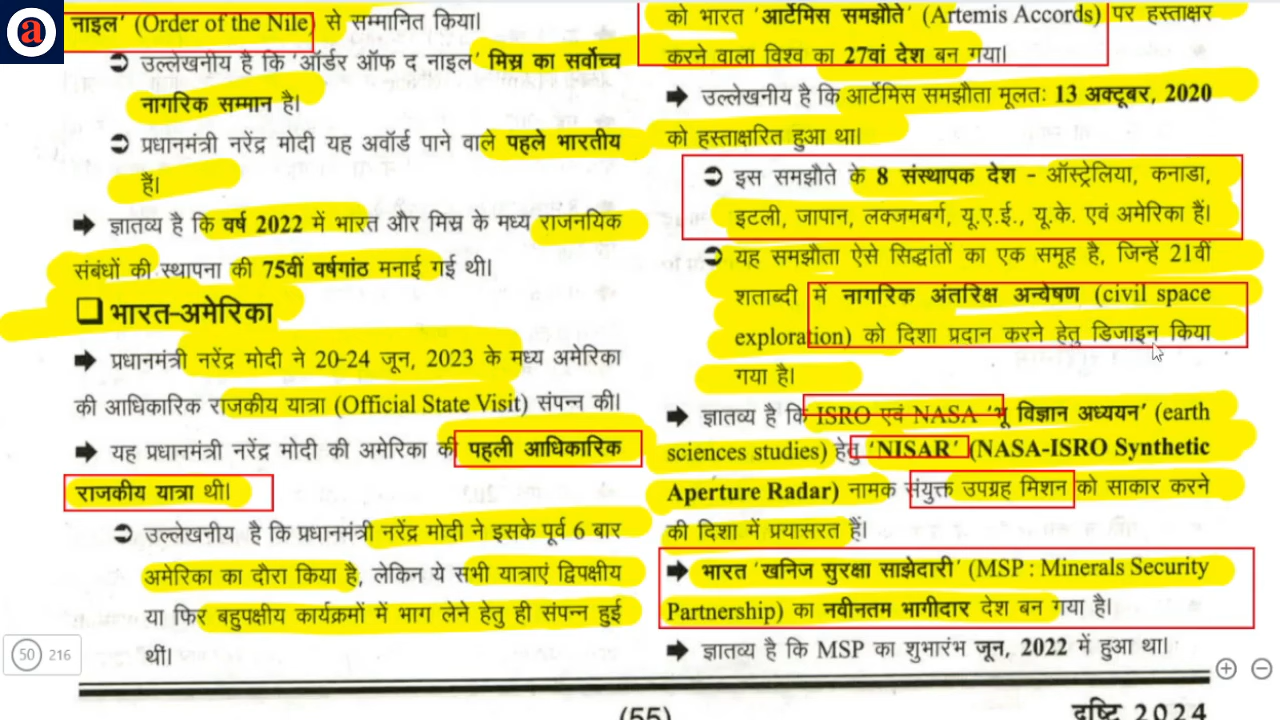 a
नाइल' (Order of the Nile) से सम्मानित किया।
➲ उल्लेखनीय है कि 'ऑर्डर ऑफ द नाइल' मिस्र का सर्वोच्च
नागरिक सम्मान है।
➲ प्रधानमंत्री नरेंद्र मोदी यह अवॉर्ड पाने वाले पहले भारतीय
हैं।
➡ ज्ञातव्य है कि वर्ष 2022 में भारत और मिस्र के मध्य राजनयिक
संबंधों की स्थापना की 75वीं वर्षगांठ मनाई गई थी।
❑ भारत-अमेरिका
➡ प्रधानमंत्री नरेंद्र मोदी ने 20-24 जून, 2023 के मध्य अमेरिका
की आधिकारिक राजकीय यात्रा (Official State Visit) संपन्न की।
➡ यह प्रधानमंत्री नरेंद्र मोदी की अमेरिका की पहली आधिकारिक
राजकीय यात्रा थी।
➲ उल्लेखनीय है कि प्रधानमंत्री नरेंद्र मोदी ने इसके पूर्व 6 बार
अमेरिका का दौरा किया है, लेकिन ये सभी यात्राएं द्विपक्षीय
या फिर बहुपक्षीय कार्यक्रमों में भाग लेने हेतु ही संपन्न हुई
थीं।
को भारत 'आर्टेमिस समझौते' (Artemis Accords) पर हस्ताक्षर
करने वाला विश्व का 27वां देश बन गया।
➡ उल्लेखनीय है कि आर्टेमिस समझौता मूलतः 13 अक्टूबर, 2020
को हस्ताक्षरित हुआ था।
➲ इस समझौते के 8 संस्थापक देश - ऑस्ट्रेलिया, कनाडा,
इटली, जापान, लक्जमबर्ग, यू.ए.ई., यू.के. एवं अमेरिका हैं।
➲ यह समझौता ऐसे सिद्धांतों का एक समूह है, जिन्हें 21वीं
शताब्दी में नागरिक अंतरिक्ष अन्वेषण (civil space
exploration) को दिशा प्रदान करने हेतु डिजाइन किया
गया है।
➡ ज्ञातव्य है कि ISRO एवं NASA 'भू विज्ञान अध्ययन' (earth
sciences studies) हेतु 'NISAR' (NASA-ISRO Synthetic
Aperture Radar) नामक संयुक्त उपग्रह मिशन को साकार करने
की दिशा में प्रयासरत हैं।
➡ भारत 'खनिज सुरक्षा साझेदारी' (MSP : Minerals Security
Partnership) का नवीनतम भागीदार देश बन गया है।
➡ ज्ञातव्य है कि MSP का शुभारंभ जून, 2022 में हुआ था।
50 216
(55)
दृष्टि 2024